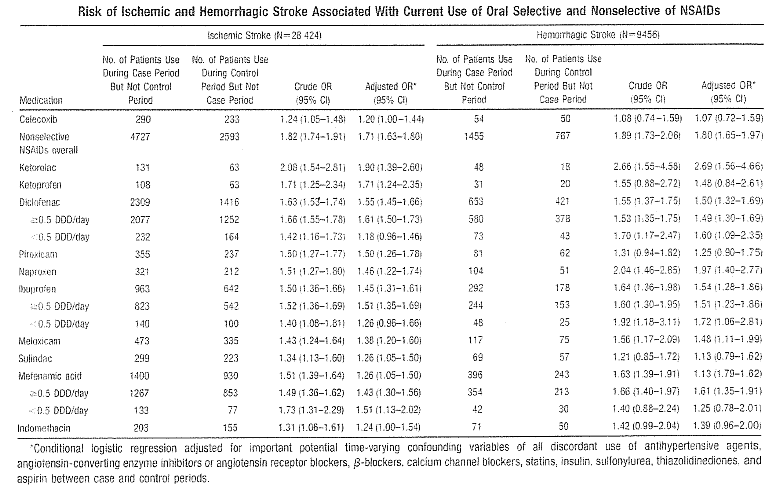 Risk of Ischemic and Hemorrhagic Stroke Associated With Current Use of Oral Selective and Nonselective of NSAIDs
Ischemic Stroke (N=28 424) Hemorrhagic Stroke (N=9456)
No. of Patients Use No. of Patients Use No. of Patients Use No. of Patients Use
During Case Period During Control During Case Period During Control
But Not Control Period But Not Crude OR Adjusted OR* But Not Control Period But Not Crude OR Adjusted OR*
Medication Period Case Period (95% CI) (95% CI) Period Case Period (95% CI) (95% CI)
Celecoxib 290 233 1.24 (1.05–1.48) 1.20 (1.00–1.44) 54 50 1.08 (0.74–1.59) 1.07 (0.72–1.59)
Nonselective 4727 2593 1.82 (1.74–1.91) 1.71 (1.63–1.80) 1455 767 1.89 (1.73–2.06) 1.80 (1.65–1.97)
NSAIDs overall
Ketorolac 131 63 2.08 (1.54–2.81) 1.90 (1.39–2.60) 48 18 2.66 (1.55–4.58) 2.69 (1.56–4.66)
Ketoprofen 108 63 1.71 (1.25–2.34) 1.71 (1.24–2.35) 31 20 1.55 (0.88–2.72) 1.48 (0.84–2.61)
Diclofenac 2309 1416 1.63 (1.53–1.74) 1.55 (1.45–1.66) 653 421 1.55 (1.37–1.75) 1.50 (1.32–1.69)
≥0.5 DDD/day 2077 1252 1.66 (1.55–1.78) 1.61 (1.50–1.73) 580 378 1.53 (1.35–1.75) 1.49 (1.30–1.69)
<0.5 DDD/day 232 164 1.42 (1.16–1.73) 1.18 (0.96–1.46) 73 43 1.70 (1.17–2.47) 1.60 (1.09–2.35)
Piroxicam 355 237 1.50 (1.27–1.77) 1.50 (1.26–1.78) 81 62 1.31 (0.94–1.82) 1.25 (0.90–1.75)
Naproxen 321 212 1.51 (1.27–1.80) 1.46 (1.22–1.74) 104 51 2.04 (1.46–2.85) 1.97 (1.40–2.77)
Ibuprofen 963 642 1.50 (1.36–1.66) 1.45 (1.31–1.61) 292 178 1.64 (1.36–1.98) 1.54 (1.28–1.86)
≥0.5 DDD/day 823 542 1.52 (1.36–1.69) 1.51 (1.35–1.69) 244 153 1.60 (1.30–1.95) 1.51 (1.23–1.86)
<0.5 DDD/day 140 100 1.40 (1.08–1.81) 1.26 (0.96–1.66) 48 25 1.92 (1.18–3.11) 1.72 (1.06–2.81)
Meloxicam 473 335 1.43 (1.24–1.64) 1.38 (1.20–1.60) 117 75 1.56 (1.17–2.09) 1.48 (1.11–1.99)
Sulindac 299 223 1.34 (1.13–1.60) 1.26 (1.05–1.50) 69 57 1.21 (0.85–1.72) 1.13 (0.79–1.62)
Mefenamic acid 1400 930 1.51 (1.39–1.64) 1.26 (1.05–1.50) 396 243 1.63 (1.39–1.91) 1.13 (0.79–1.62)
≥0.5 DDD/day 1267 853 1.49 (1.36–1.62) 1.43 (1.30–1.56) 354 213 1.66 (1.40–1.97) 1.61 (1.35–1.91)
<0.5 DDD/day 133 77 1.73 (1.31–2.29) 1.51 (1.13–2.02) 42 30 1.40 (0.88–2.24) 1.25 (0.78–2.01)
Indomethacin 203 155 1.31 (1.06–1.61) 1.24 (1.00–1.54) 71 50 1.42 (0.99–2.04) 1.39 (0.96–2.00)
*Conditional logistic regression adjusted for important potential time-varying confounding variables of all discordant use of antihypertensive agents,
angiotensin-converting enzyme inhibitors or angiotensin receptor blockers, β-blockers, calcium channel blockers, statins, insulin, sulfonylurea, thiazolidinediones, and
aspirin between case and control periods.